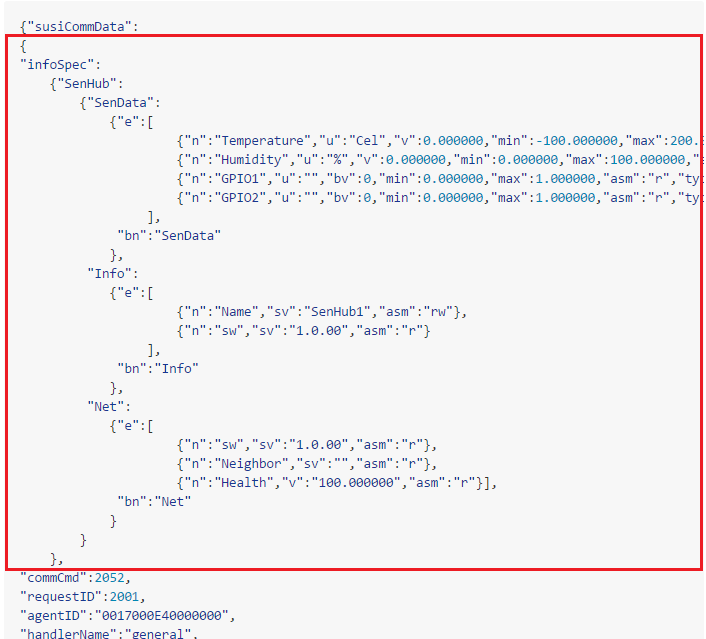 {"susiCommData":
{
"infoSpec":
{"SenHub":
{"SenData":
{"e":[
{"n":"Temperature","u":"Cel","v":0.000000,"min":-100.000000,"max":200.
{"n":"Humidity","u":"%","v":0.000000,"min":0.000000,"max":100.000000,"
{"n":"GPIO1","u":"","bv":0,"min":0.000000,"max":1.000000,"asm":"r","ty
{"n":"GPIO2","u":"","bv":0,"min":0.000000,"max":1.000000,"asm":"r","ty
],
"bn":"SenData"
},
"Info":
{"e":[
{"n":"Name","sv":"SenHub1","asm":"rw"},
{"n":"sw","sv":"1.0.00","asm":"r"}
],
"bn":"Info"
},
"Net":
{"e":[
{"n":"sw","sv":"1.0.00","asm":"r"},
{"n":"Neighbor","sv":"","asm":"r"},
{"n":"Health","v":"100.000000","asm":"r"}],
"bn":"Net"
}
}
},
"commCmd":2052,
"requestID":2001,
"agentID":"0017000E40000000",
"handlerName":"general",